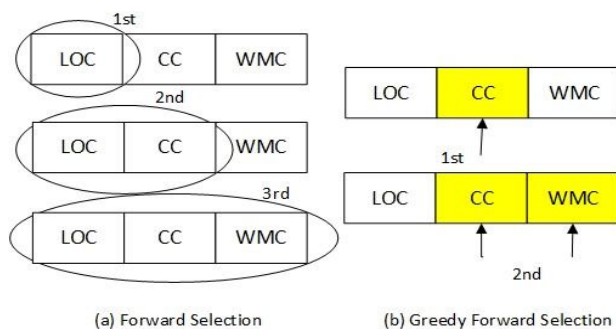 1st
LOC CC WMC
2nd
LOC CC WMC
3rd
LOC CC WMC
(a) Forward Selection
LOC CC WMC
1st
LOC CC WMC
2nd
(b) Greedy Forward Selection